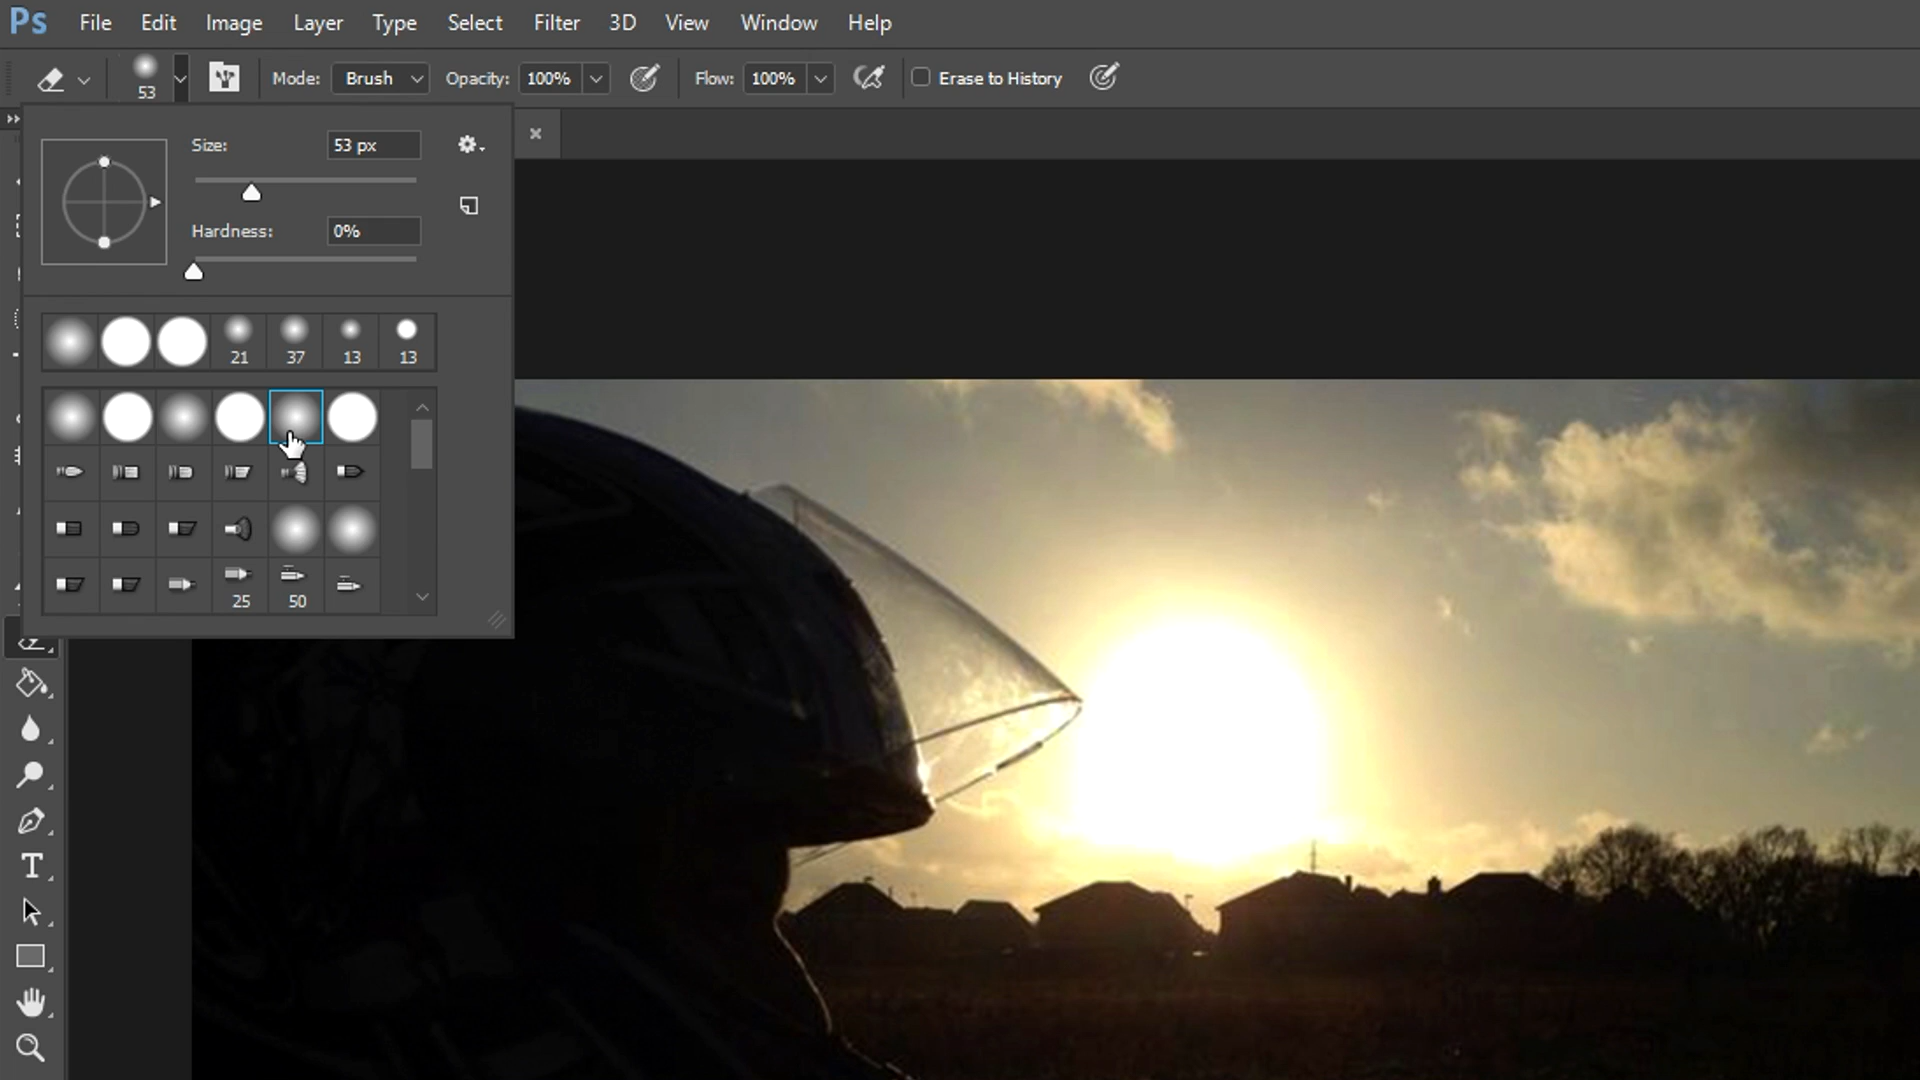 Ps File Edit Image Layer Type Select Filter 3D View Window Help
53 Mode: Brush Opacity: 100% Flow: 100% Erase to History
Size: 53 px
Hardness: 0%
21 37 13 13
25 50
T